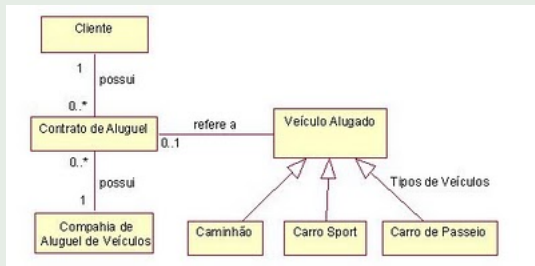 Cliente
1
possui
0..*
Contrato de Aluguel
refere a
0..1
Veículo Alugado
0..*
possui
1
Tipos de Veículos
Compahia de
Aluguel de Veículos
Caminhão
Carro Sport
Carro de Passeio